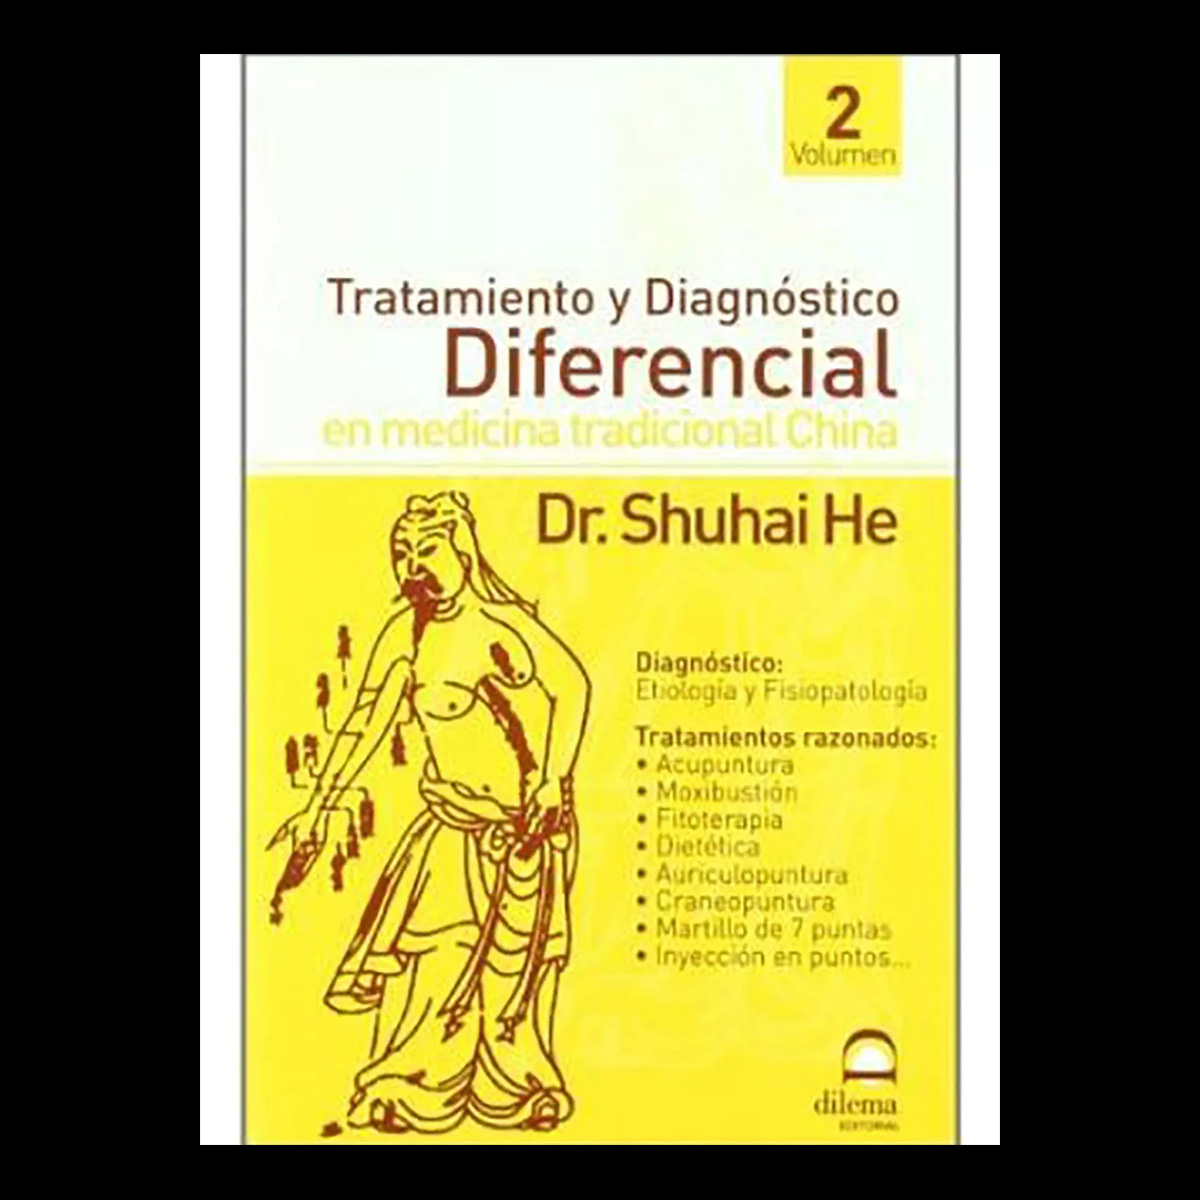 2
Volumen
Tratamiento y Diagnóstico
Diferencial
en medicina tradicional China
Dr. Shuhai He
Diagnóstico:
Etiología y Fisiopatología
Tratamientos razonados:
• Acupuntura
• Moxibustión
• Fitoterapia
• Dietética
• Auriculopuntura
• Craneopuntura
• Martillo de 7 puntas
• Inyección en puntos...
dilema
EDITORIAL